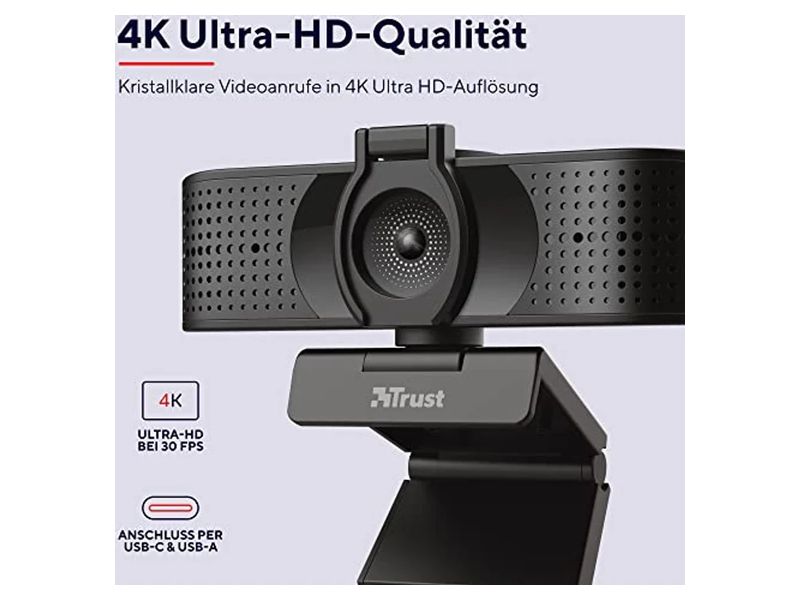 4K Ultra-HD-Qualität
Kristallklare Videoanrufe in 4K Ultra HD-Auflösung
Trust
4K
ULTRA-HD
BEI 30 FPS
ANSCHLUSS PER
USB-C & USB-A